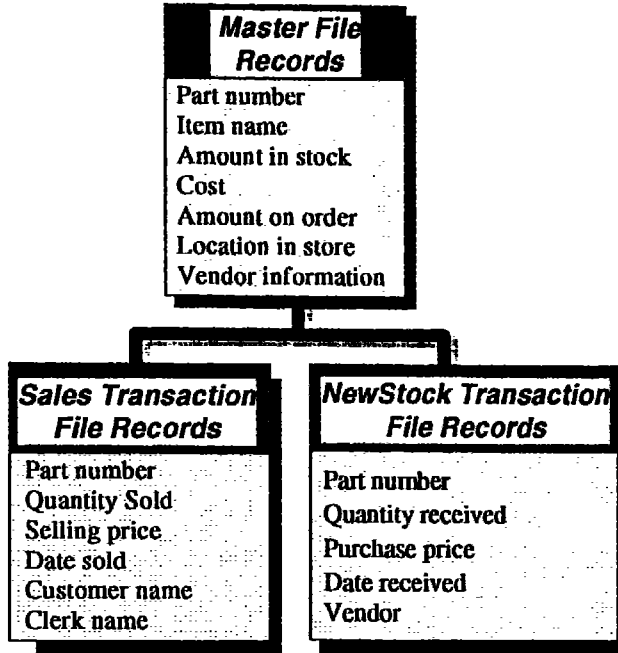 Master File
Records
Part number
Item name
Amount in stock
Cost
Amount on order
Location in store
Vendor information
Sales Transaction
File Records
Part number
Quantity Sold
Selling price
Date sold
Customer name
Clerk name
NewStock Transaction
File Records
Part number
Quantity received
Purchase price
Date received
Vendor